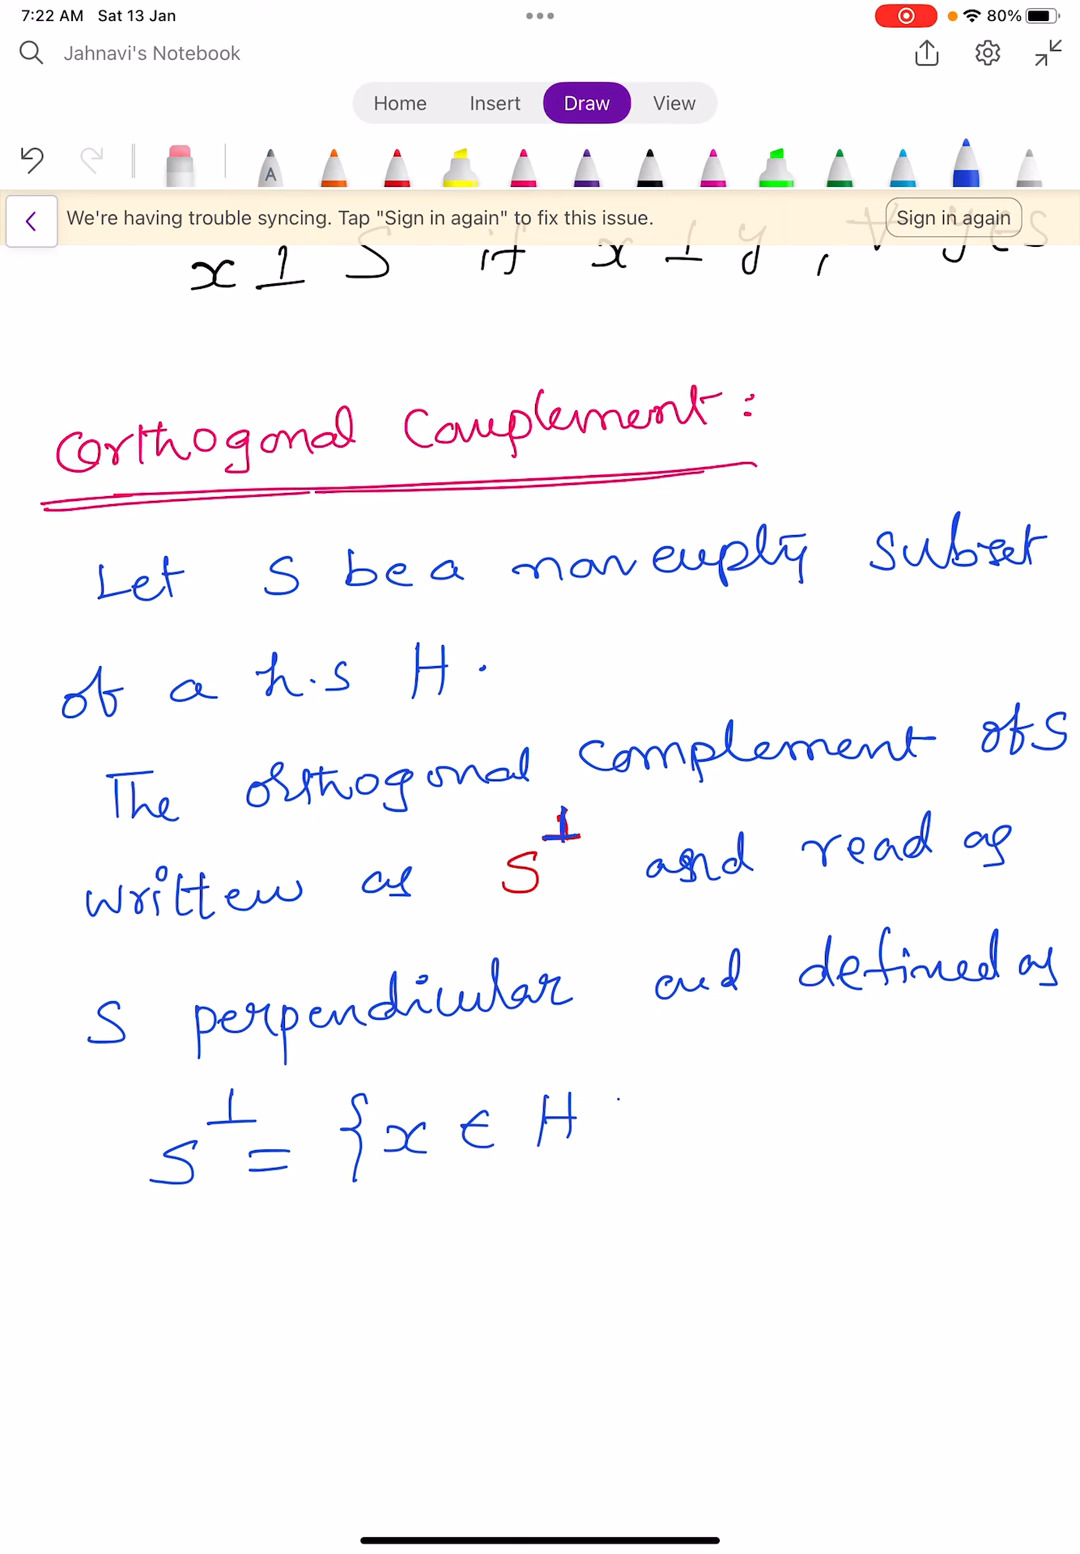 7:22 AM Sat 13 Jan
80%
Jahnavi's Notebook
Home Insert Draw View
A
We're having trouble syncing. Tap "Sign in again" to fix this issue.
Sign in again
x ⊥ S if x ⊥ y , ∀ y ∈ S
Orthogonal Complement :
Let S be a non empty subset
of a h.s H .
The orthogonal complement of S
written as S^⊥ and read as
S perpendicular and defined as
S^⊥ = { x ∈ H